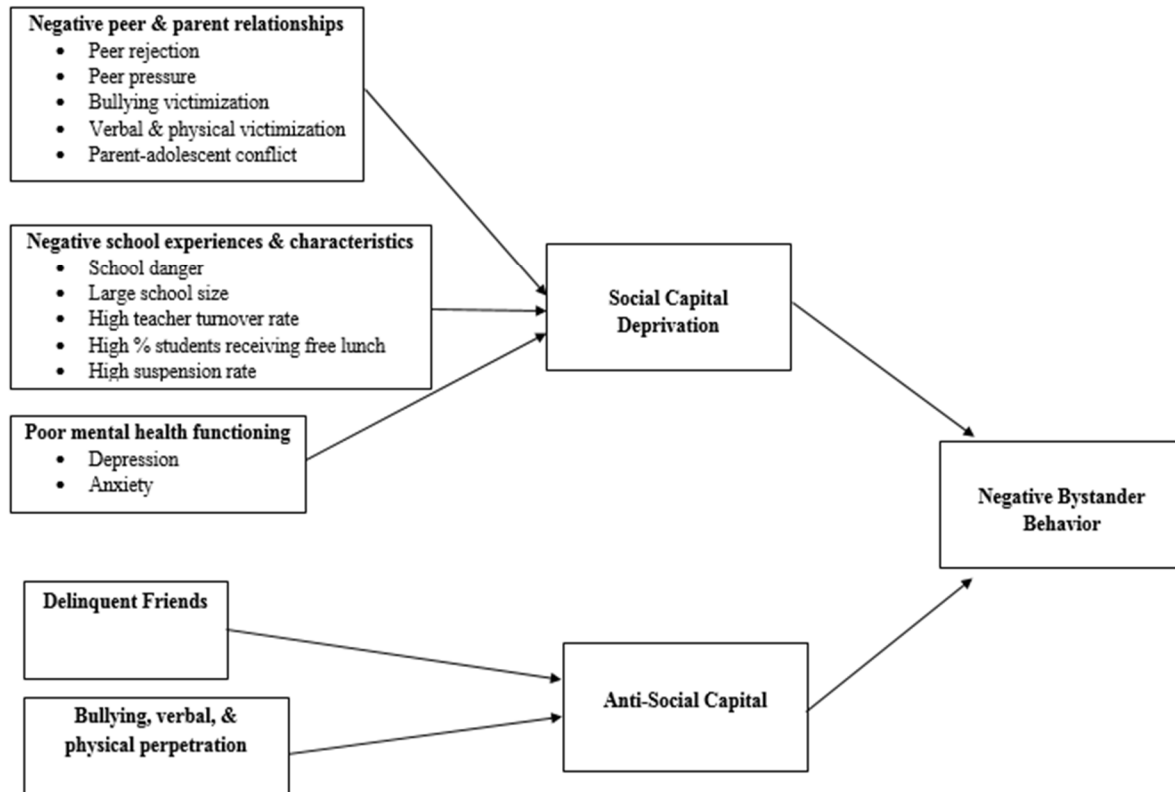 Negative peer & parent relationships
• Peer rejection
• Peer pressure
• Bullying victimization
• Verbal & physical victimization
• Parent-adolescent conflict
Negative school experiences & characteristics
• School danger
• Large school size
• High teacher turnover rate
• High % students receiving free lunch
• High suspension rate
Poor mental health functioning
• Depression
• Anxiety
Delinquent Friends
Bullying, verbal, &
physical perpetration
Social Capital
Deprivation
Anti-Social Capital
Negative Bystander
Behavior